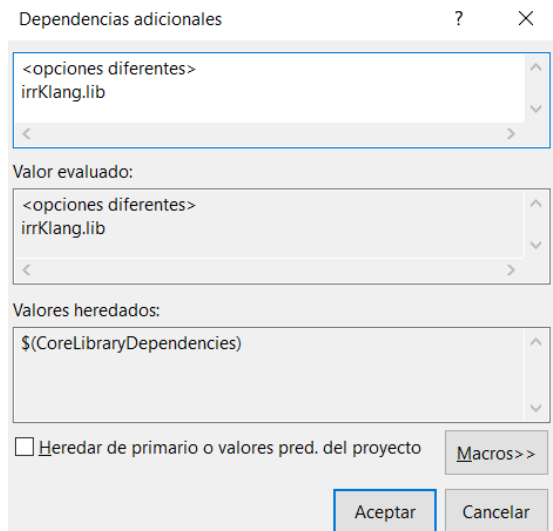 Dependencias adicionales
<opciones diferentes>
irrKlang.lib
Valor evaluado:
<opciones diferentes>
irrKlang.lib
Valores heredados:
$(CoreLibraryDependencies)
Heredar de primario o valores pred. del proyecto
Macros>>
Aceptar
Cancelar